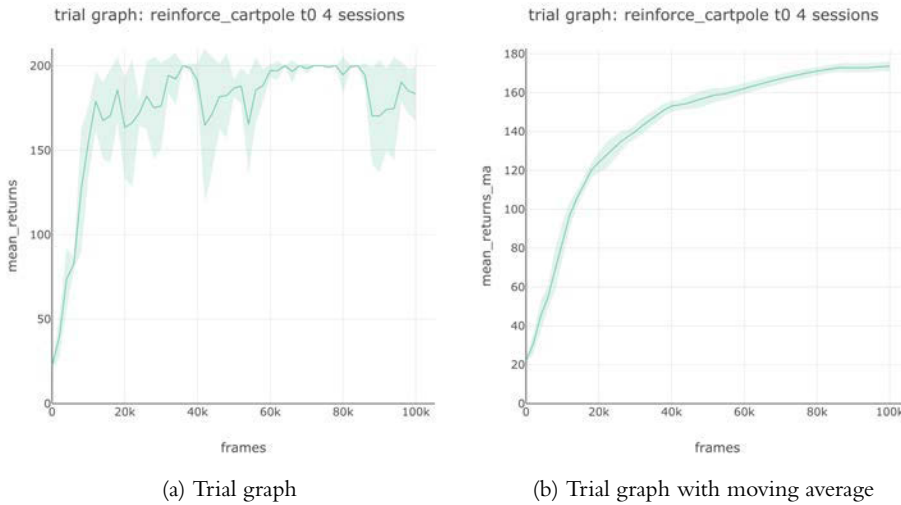 trial graph: reinforce_cartpole t0 4 sessions
200
150
100
50
0
mean_returns
0 20k 40k 60k 80k 100k
frames
(a) Trial graph
trial graph: reinforce_cartpole t0 4 sessions
180
160
140
120
100
80
60
40
20
0
mean_returns_ma
0 20k 40k 60k 80k 100k
frames
(b) Trial graph with moving average